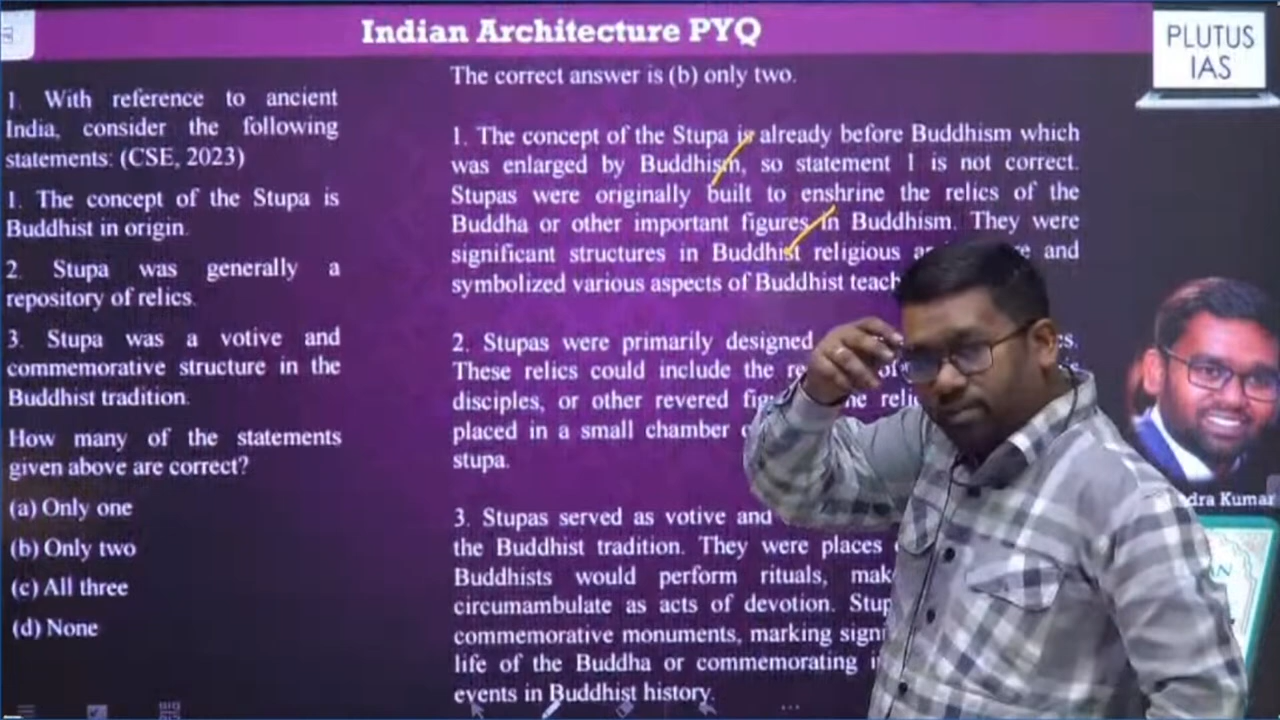 Indian Architecture PYQ
PLUTUS
IAS
1. With reference to ancient
India, consider the following
statements: (CSE, 2023)
1. The concept of the Stupa is
Buddhist in origin.
2. Stupa was generally a
repository of relics.
3. Stupa was a votive and
commemorative structure in the
Buddhist tradition.
How many of the statements
given above are correct?
(a) Only one
(b) Only two
(c) All three
(d) None
The correct answer is (b) only two.
1. The concept of the Stupa is already before Buddhism which
was enlarged by Buddhism, so statement 1 is not correct.
Stupas were originally built to enshrine the relics of the
Buddha or other important figures in Buddhism. They were
significant structures in Buddhist religious and
symbolized various aspects of Buddhist
2. Stupas were primarily designed
These relics could include the of
disciples, or other revered
placed in a small chamber
stupa.
3. Stupas served as votive and
the Buddhist tradition. They were places
Buddhists would perform rituals,
circumambulate as acts of devotion.
commemorative monuments, marking
life of the Buddha or commemorating
events in Buddhist history.
Kumar